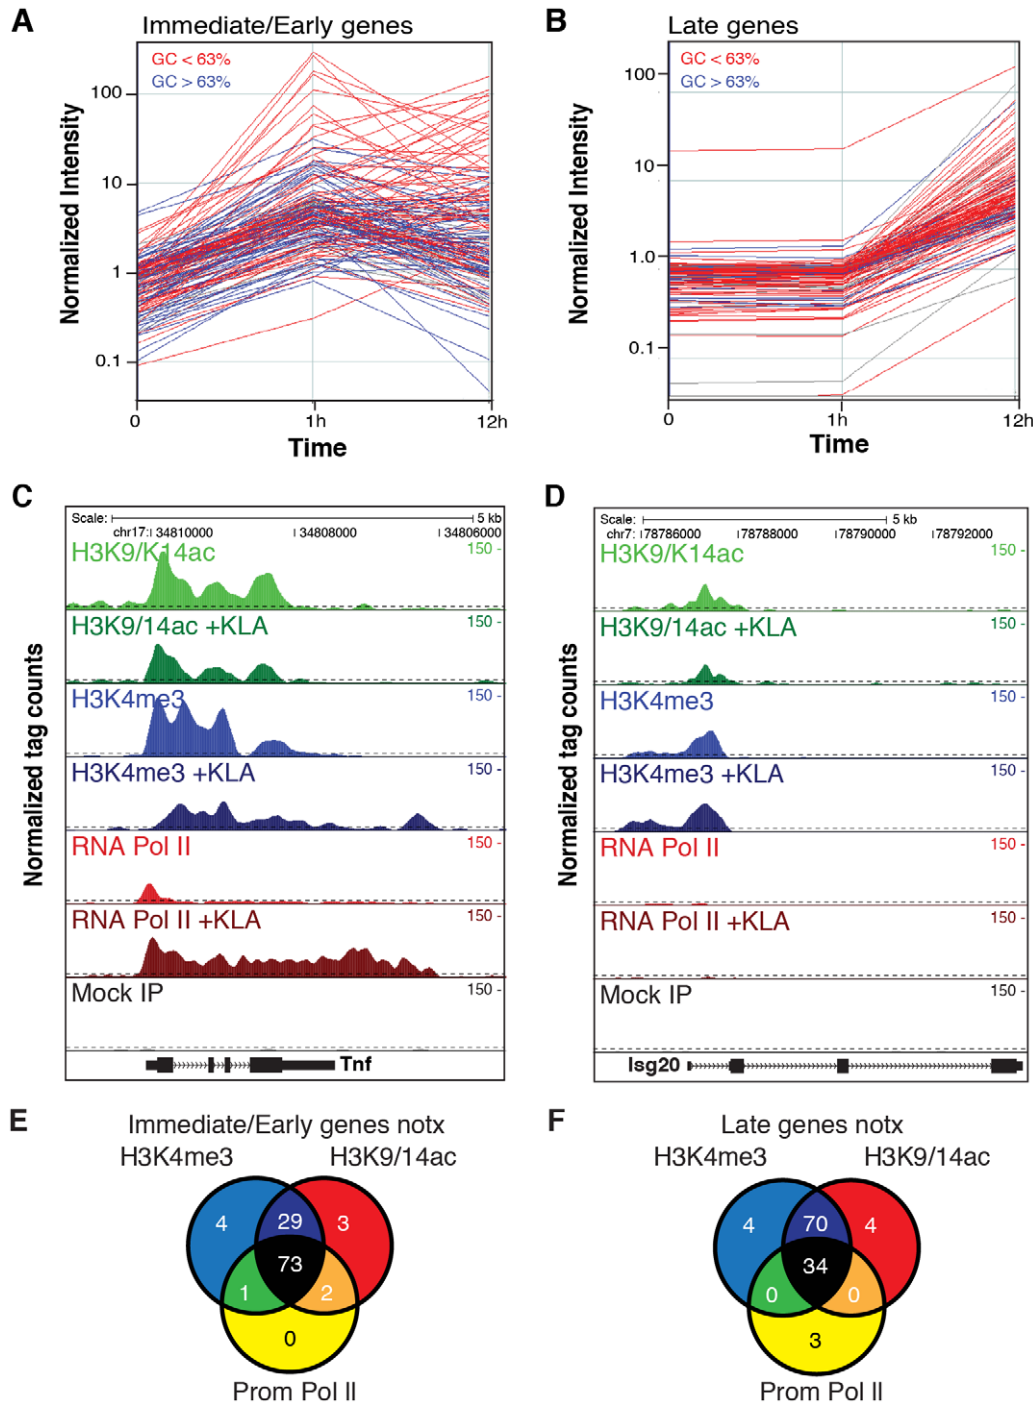 A
Immediate/Early genes
GC < 63%
GC > 63%
Normalized Intensity
100
10
1
0.1
0
1h
12h
Time
B
Late genes
GC < 63%
GC > 63%
Normalized Intensity
100
10
1.0
0.1
0
1h
12h
Time
C
Scale:
5 kb
chr17:
34810000
34808000
34806000
Normalized tag counts
H3K9/K14ac
150
H3K9/14ac +KLA
150
H3K4me3
150
H3K4me3 +KLA
150
RNA Pol II
150
RNA Pol II +KLA
150
Mock IP
150
Tnf
D
Scale:
5 kb
chr7:
78786000
78788000
78790000
78792000
Normalized tag counts
H3K9/K14ac
150
H3K9/14ac +KLA
150
H3K4me3
150
H3K4me3 +KLA
150
RNA Pol II
150
RNA Pol II +KLA
150
Mock IP
150
Isg20
E
Immediate/Early genes notx
H3K4me3
H3K9/14ac
4
29
3
73
1
2
0
Prom Pol II
F
Late genes notx
H3K4me3
H3K9/14ac
4
70
4
34
0
0
3
Prom Pol II